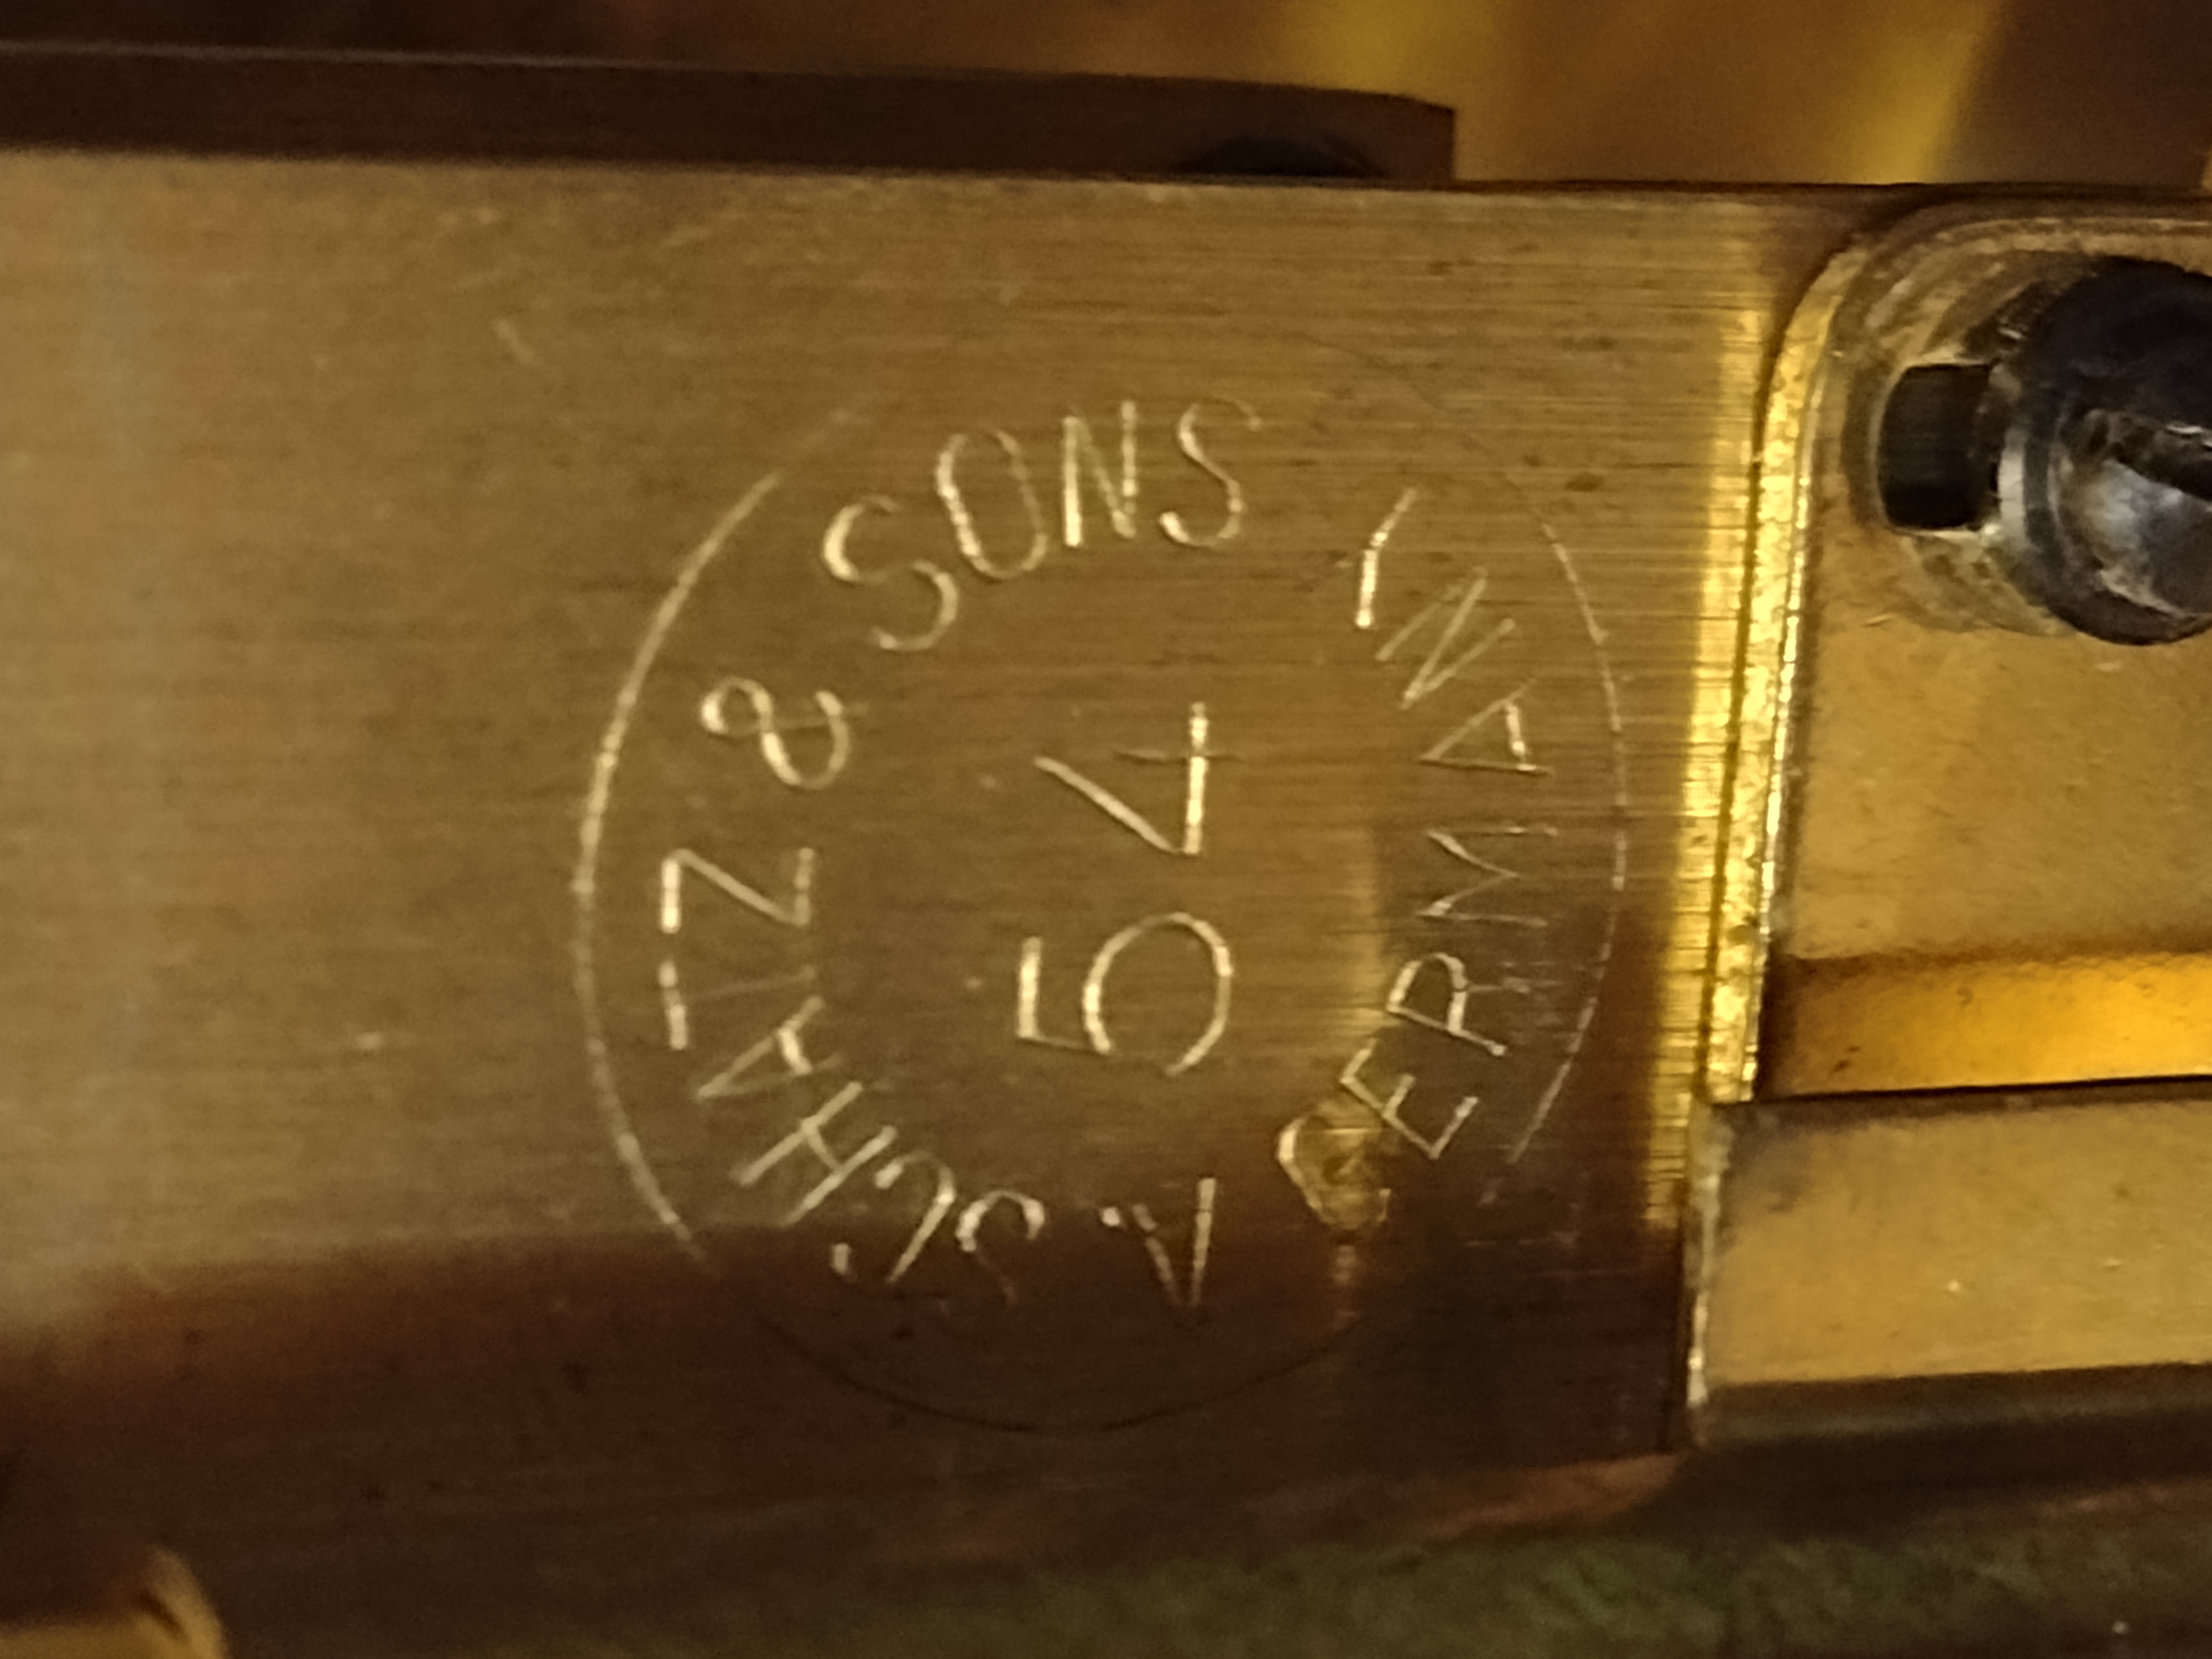 A. SCHATZ & SONS
GERMANY
54